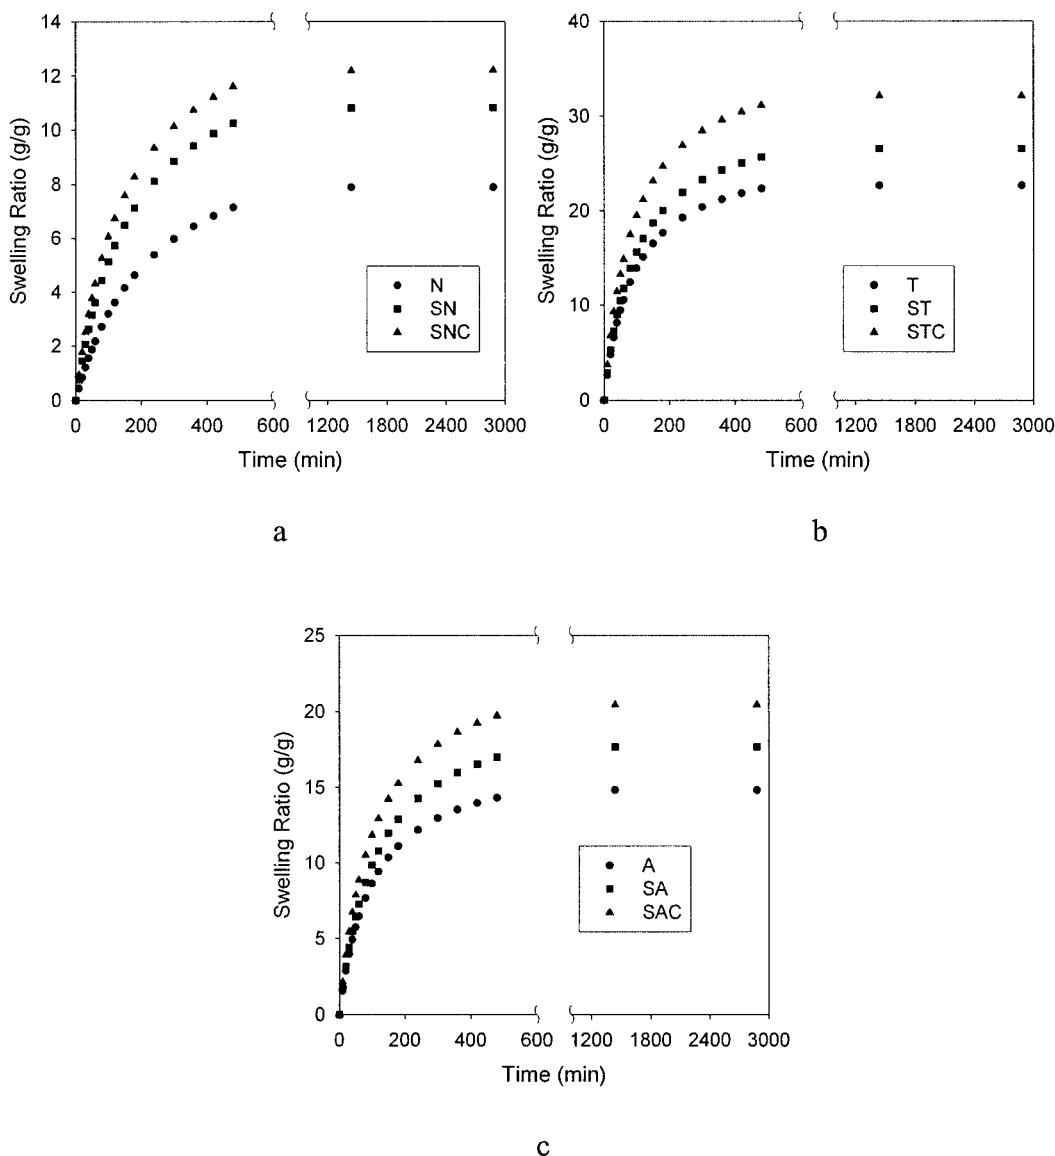 14
12
10
8
6
4
2
0
Swelling Ratio (g/g)
N
SN
SNC
0 200 400 600 1200 1800 2400 3000
Time (min)
a
40
30
20
10
0
Swelling Ratio (g/g)
T
ST
STC
0 200 400 600 1200 1800 2400 3000
Time (min)
b
25
20
15
10
5
0
Swelling Ratio (g/g)
A
SA
SAC
0 200 400 600 1200 1800 2400 3000
Time (min)
c